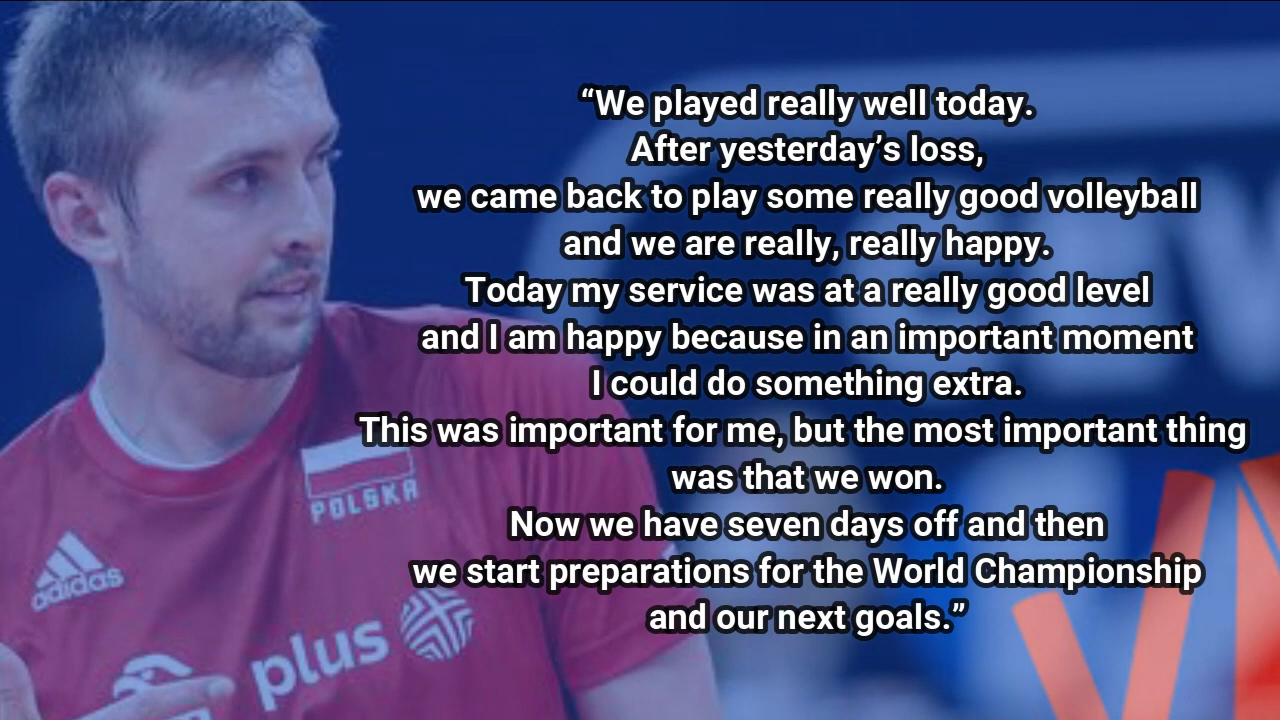 “We played really well today.
After yesterday’s loss,
we came back to play some really good volleyball
and we are really, really happy.
Today my service was at a really good level
and I am happy because in an important moment
I could do something extra.
This was important for me, but the most important thing
was that we won.
Now we have seven days off and then
we start preparations for the World Championship
and our next goals.”
POLSKA
adidas
plus